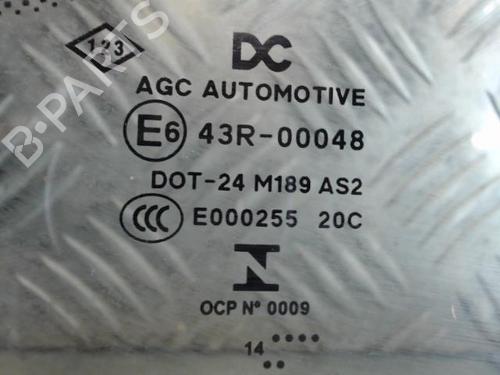 123
DC
AGC AUTOMOTIVE
E6 43R-00048
DOT-24 M189 AS2
CCC E000255 20C
N
OCP Nº 0009
14
B-PARTS